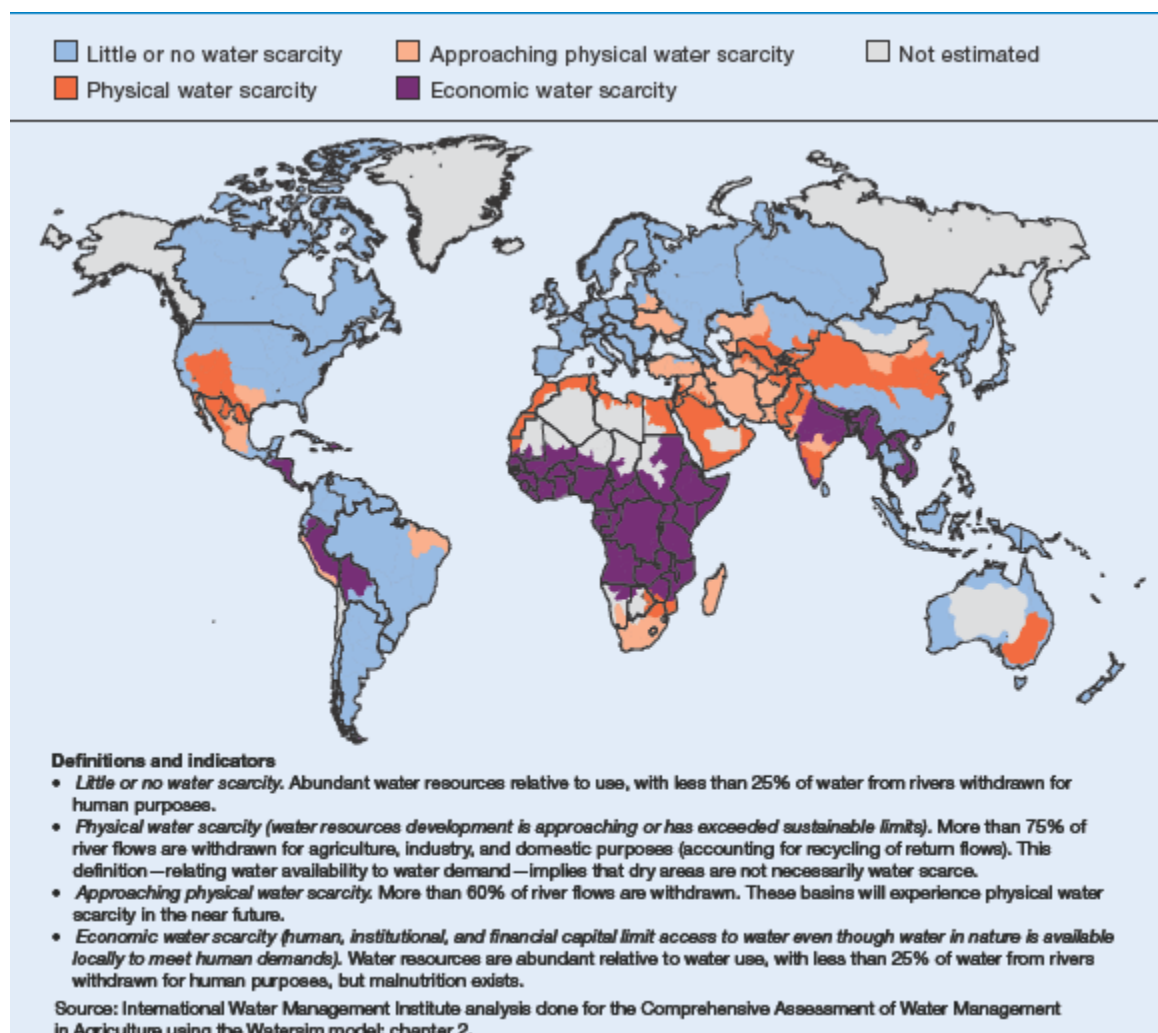 Little or no water scarcity
Approaching physical water scarcity
Not estimated
Physical water scarcity
Economic water scarcity
Definitions and indicators
• Little or no water scarcity. Abundant water resources relative to use, with less than 25% of water from rivers withdrawn for
human purposes.
• Physical water scarcity (water resources development is approaching or has exceeded sustainable limits). More than 75% of
river flows are withdrawn for agriculture, industry, and domestic purposes (accounting for recycling of return flows). This
definition—relating water availability to water demand—implies that dry areas are not necessarily water scarce.
• Approaching physical water scarcity. More than 60% of river flows are withdrawn. These basins will experience physical water
scarcity in the near future.
• Economic water scarcity (human, institutional, and financial capital limit access to water even though water in nature is available
locally to meet human demands). Water resources are abundant relative to water use, with less than 25% of water from rivers
withdrawn for human purposes, but malnutrition exists.
Source: International Water Management Institute analysis done for the Comprehensive Assessment of Water Management
in Agriculture using the Watersim model; chapter 2.